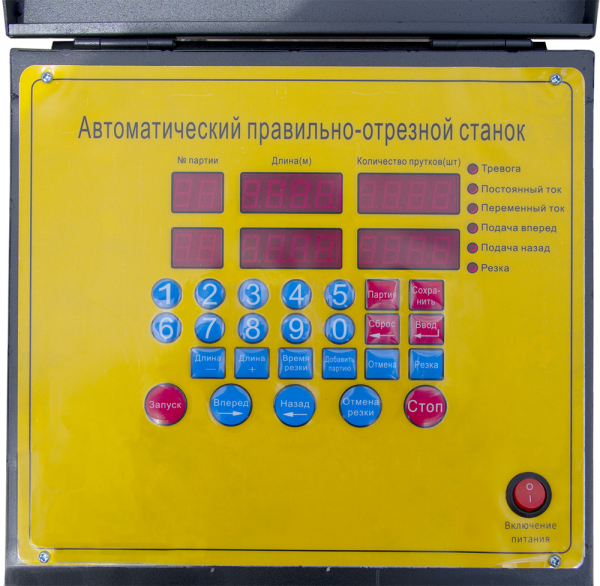 Автоматический правильно-отрезной станок
№ партии Длина(м) Количество прутков(шт)
Тревога
Постоянный ток
Переменный ток
Подача вперед
Подача назад
Резка
1 2 3 4 5 Партия Сохра-
нить
6 7 8 9 0 Сброс Ввод
Длина
—
Длина
+
Время
резки
Добавить
партию
Отмена
Резка
Запуск
Вперед
Назад
Отмена
резки
Стоп
O
I
Включение
питания